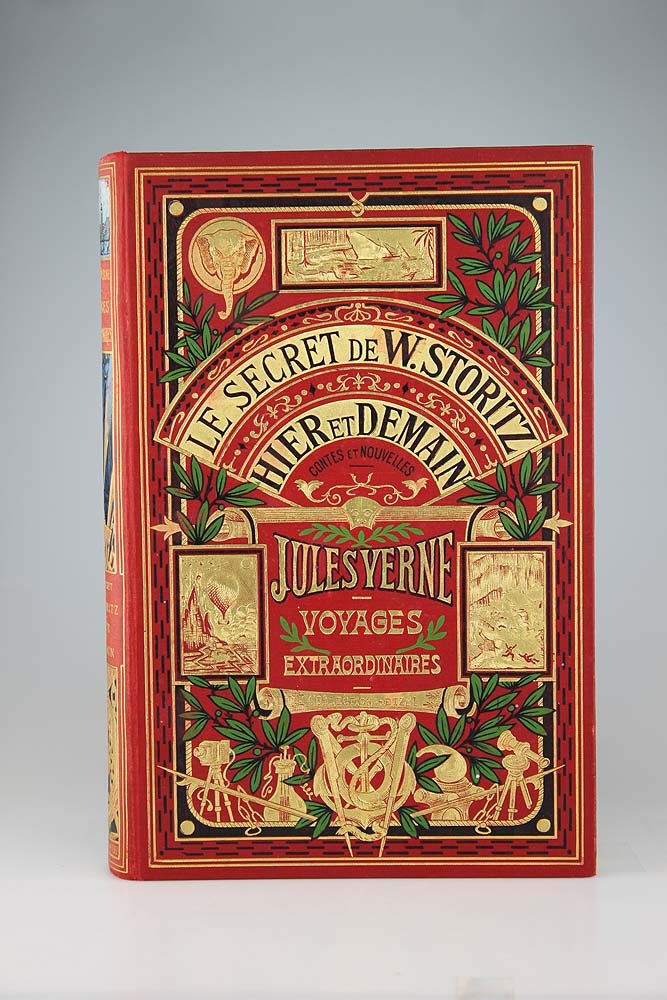 LE SECRET DE W. STORITZ
HIER ET DEMAIN
CONTES ET NOUVELLES
JULES VERNE
VOYAGES
EXTRAORDINAIRES